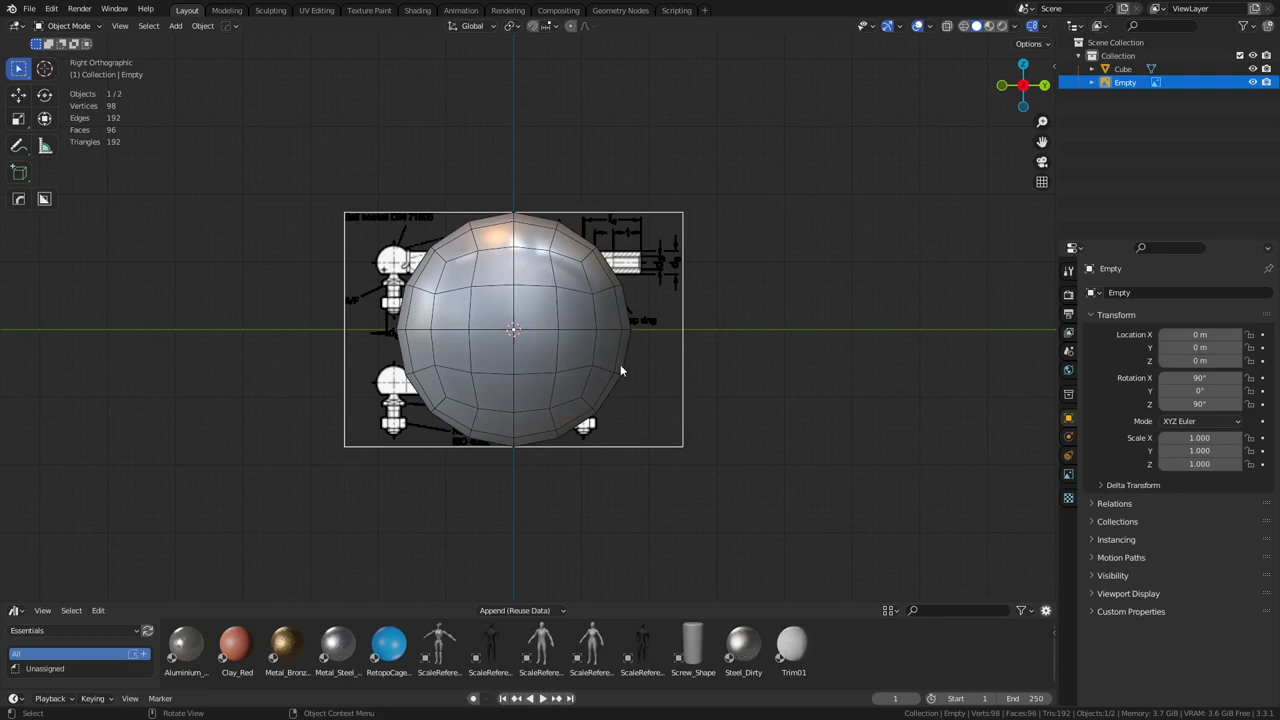 File Edit Render Window Help Layout Modeling Sculpting UV Editing Texture Paint Shading Animation Rendering Compositing Geometry Nodes Scripting Scene ViewLayer
Object Mode View Select Add Object Global
Options
Right Orthographic
(1) Collection | Empty
Objects 1 / 2
Vertices 98
Edges 192
Faces 96
Triangles 192
Z
Y
X
Scene Collection
Collection
Cube
Empty
Empty
Empty
Transform
Location X 0 m
Y 0 m
Z 0 m
Rotation X 90°
Y 0°
Z 90°
Mode XYZ Euler
Scale X 1.000
Y 1.000
Z 1.000
Delta Transform
Relations
Collections
Instancing
Motion Paths
Visibility
Viewport Display
Custom Properties
View Select Edit Append (Reuse Data)
Essentials
All
Unassigned
Aluminium_... Clay_Red Metal_Bronz... Metal_Steel_... RetopoCage... ScaleRefere... ScaleRefere... ScaleRefere... ScaleRefere... ScaleRefere... Screw_Shape Steel_Dirty Trim01
Playback Keying View Marker 1 Start 1 End 250
Select Rotate View Object Context Menu Collection | Empty | Verts:98 | Faces:96 | Tris:192 | Objects:1/2 | Memory: 3.7 GiB | VRAM: 3.6 GiB Free | 3.3.1